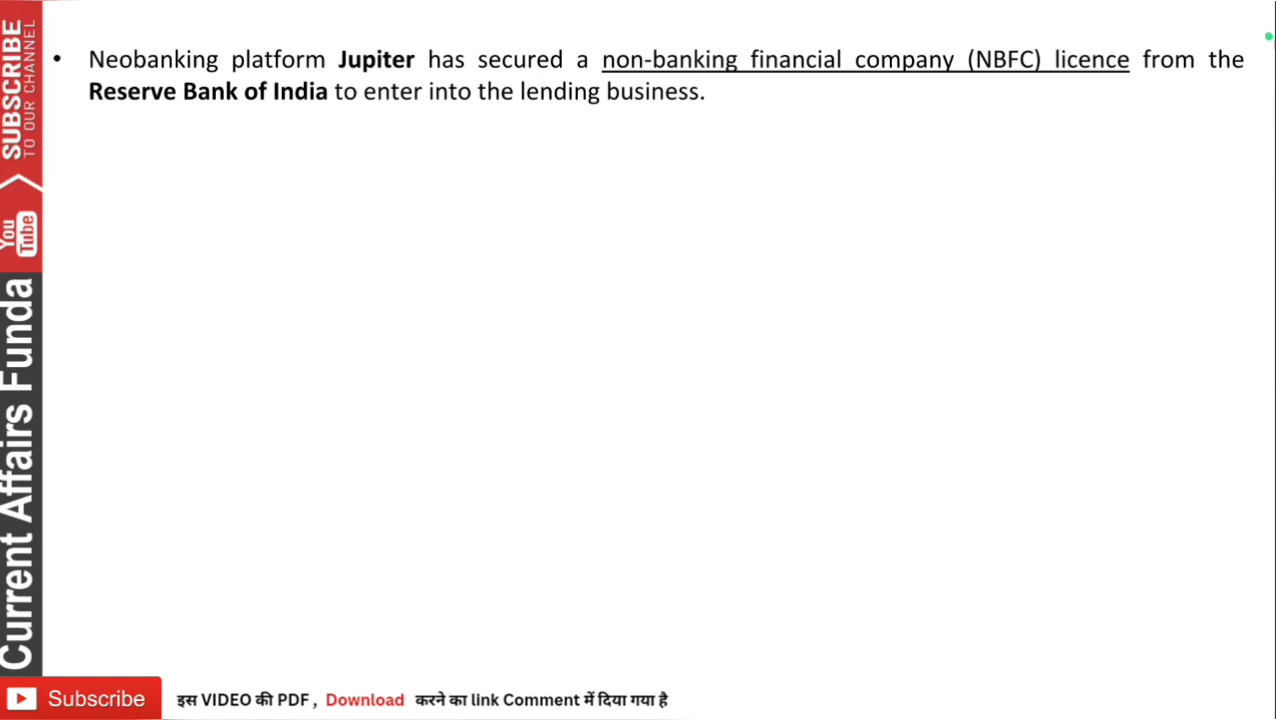 • Neobanking platform Jupiter has secured a non-banking financial company (NBFC) licence from the
Reserve Bank of India to enter into the lending business.
SUBSCRIBE
TO OUR CHANNEL
You
Tube
Current Affairs Funda
Subscribe
इस VIDEO की PDF , Download करने का link Comment में दिया गया है